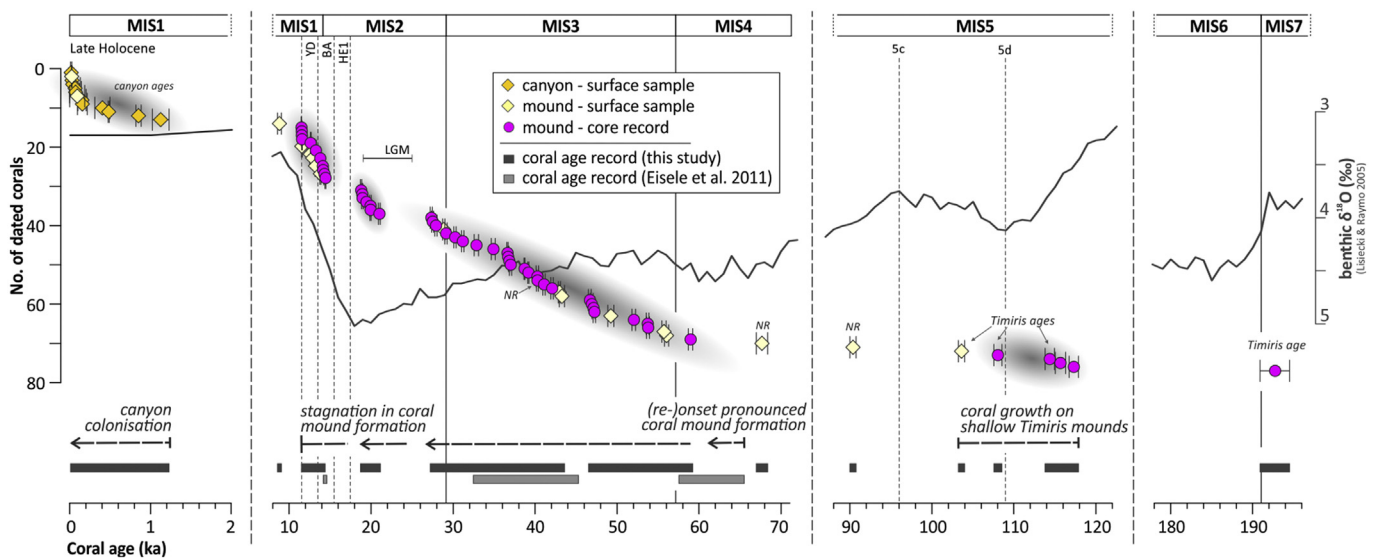 MIS1
MIS1
MIS2
MIS3
MIS4
MIS5
MIS6
MIS7
Late Holocene
YD
BA
HE1
5c
5d
canyon ages
canyon - surface sample
mound - surface sample
mound - core record
coral age record (this study)
coral age record (Eisele et al. 2011)
LGM
NR
NR
NR
Timiris ages
Timiris age
No. of dated corals
0
20
40
60
80
3
4
5
benthic δ18O (‰)
(Lisiecki & Raymo 2005)
canyon
colonisation
stagnation in coral
mound formation
(re-)onset pronounced
coral mound formation
coral growth on
shallow Timiris mounds
0
1
2
10
20
30
40
50
60
70
90
100
110
120
180
190
Coral age (ka)